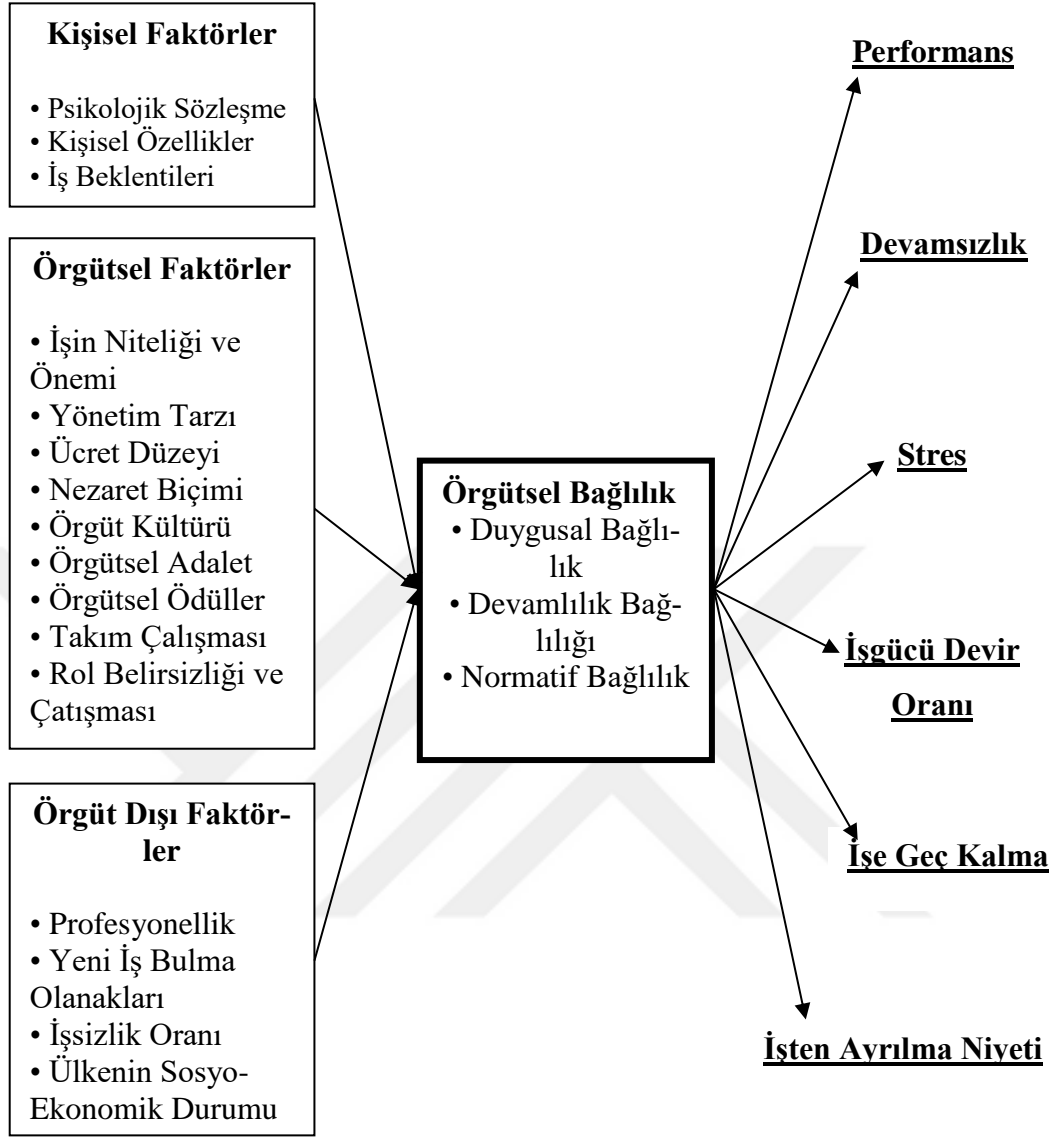 Kişisel Faktörler
• Psikolojik Sözleşme
• Kişisel Özellikler
• İş Beklentileri
Örgütsel Faktörler
• İşin Niteliği ve
Önemi
• Yönetim Tarzı
• Ücret Düzeyi
• Nezaret Biçimi
• Örgüt Kültürü
• Örgütsel Adalet
• Örgütsel Ödüller
• Takım Çalışması
• Rol Belirsizliği ve
Çatışması
Örgüt Dışı Faktör-
ler
• Profesyonellik
• Yeni İş Bulma
Olanakları
• İşsizlik Oranı
• Ülkenin Sosyo-
Ekonomik Durumu
Örgütsel Bağlılık
• Duygusal Bağlı-
lık
• Devamlılık Bağ-
lılığı
• Normatif Bağlılık
Performans
Devamsızlık
Stres
İşgücü Devir
Oranı
İşe Geç Kalma
İşten Ayrılma Niyeti